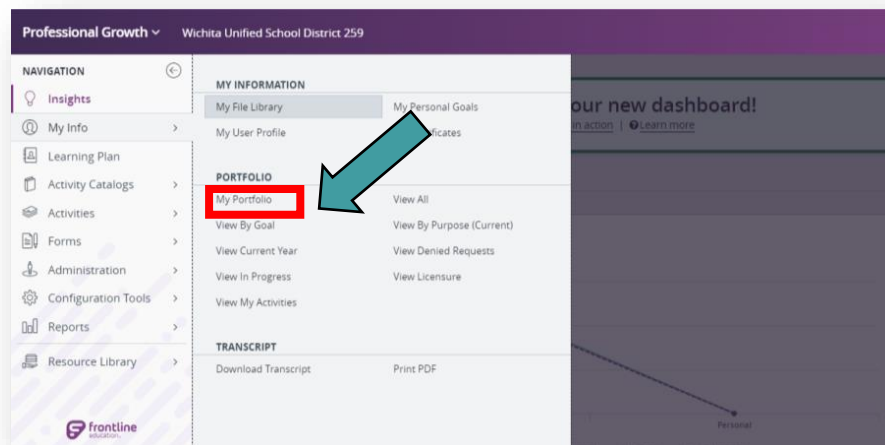 Professional Growth Wichita Unified School District 259
NAVIGATION
Insights
My Info
Learning Plan
Activity Catalogs
Activities
Forms
Administration
Configuration Tools
Reports
Resource Library
frontline
education
MY INFORMATION
My File Library My Personal Goals
My User Profile
PORTFOLIO
My Portfolio View All
View By Goal View By Purpose (Current)
View Current Year View Denied Requests
View In Progress View Licensure
View My Activities
TRANSCRIPT
Download Transcript Print PDF
our new dashboard!
in action | Learn more
Personal